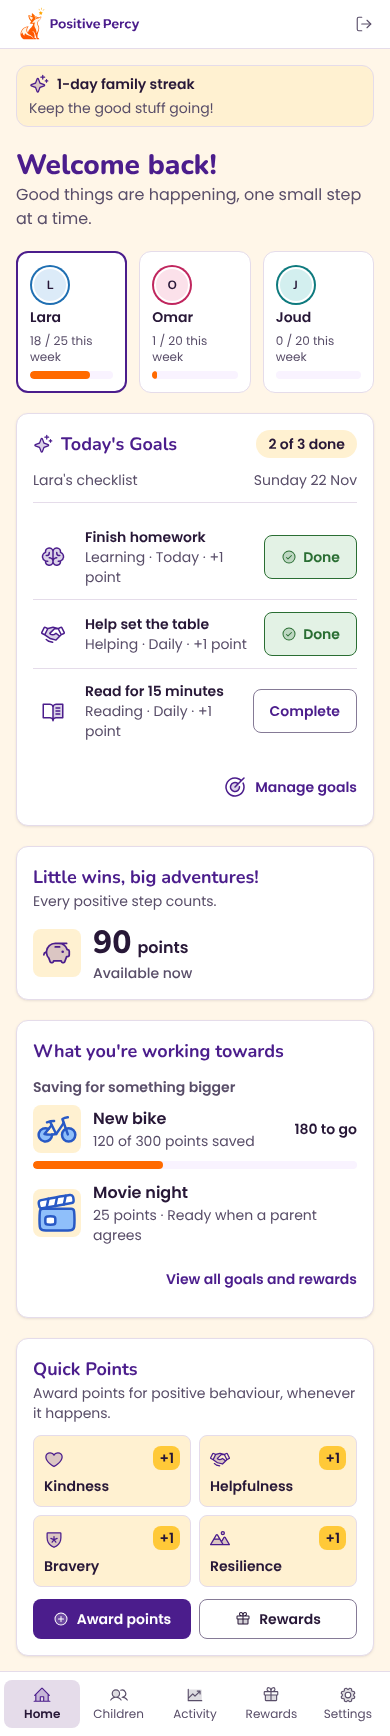 Positive Percy
1-day family streak
Keep the good stuff going!
Welcome back!
Good things are happening, one small step
at a time.
L
Lara
18 / 25 this
week
O
Omar
1 / 20 this
week
J
Joud
0 / 20 this
week
Today's Goals
2 of 3 done
Lara's checklist
Sunday 22 Nov
Finish homework
Learning · Today · +1
point
Done
Help set the table
Helping · Daily · +1 point
Done
Read for 15 minutes
Reading · Daily · +1
point
Complete
Manage goals
Little wins, big adventures!
Every positive step counts.
90 points
Available now
What you're working towards
Saving for something bigger
New bike
120 of 300 points saved
180 to go
Movie night
25 points · Ready when a parent
agrees
View all goals and rewards
Quick Points
Award points for positive behaviour, whenever
it happens.
+1
Kindness
+1
Helpfulness
+1
Bravery
+1
Resilience
Award points
Rewards
Home
Children
Activity
Rewards
Settings